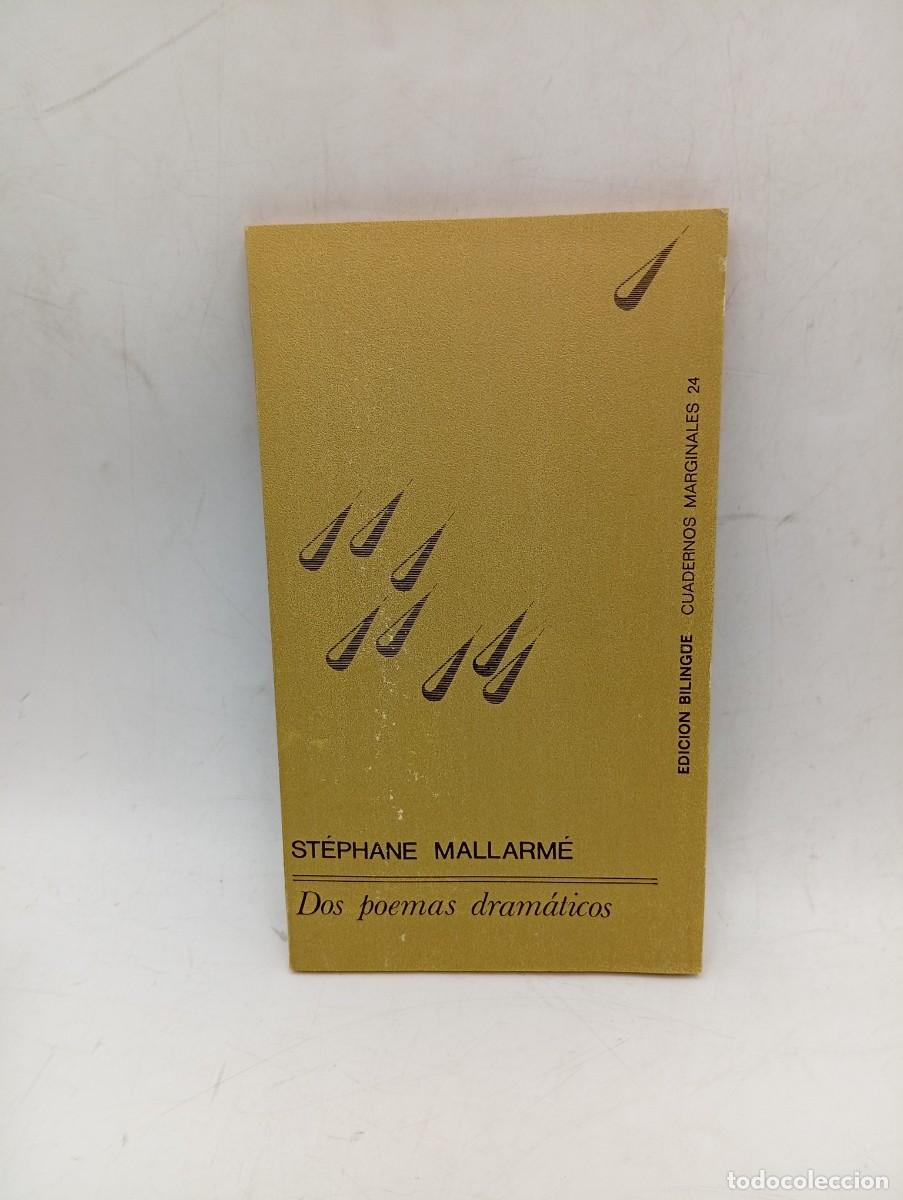 EDICION BILINGÜE CUADERNOS MARGINALES 24
STÉPHANE MALLARMÉ
Dos poemas dramáticos
todocoleccion